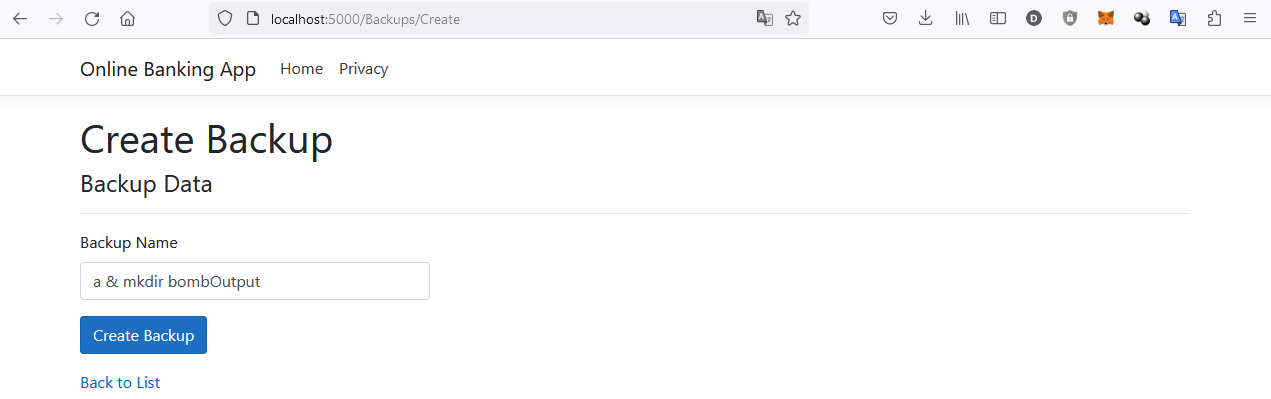 localhost:5000/Backups/Create
Online Banking App Home Privacy
Create Backup
Backup Data
Backup Name
a & mkdir bombOutput
Create Backup
Back to List